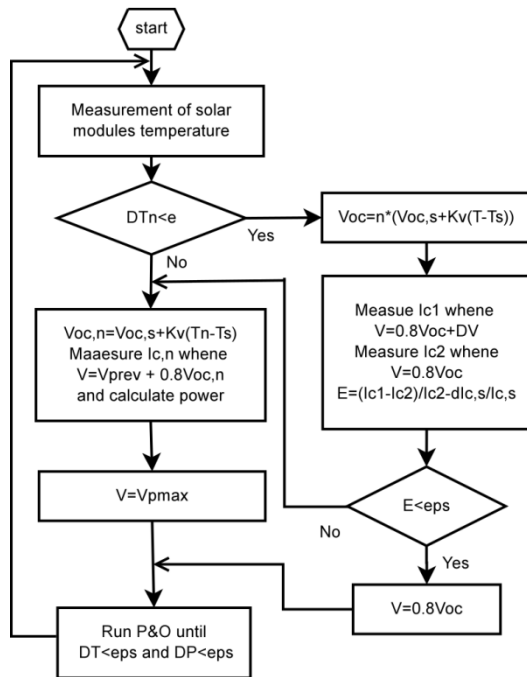 start
Measurement of solar
modules temperature
DTn<e
Yes
No
Voc=n*(Voc,s+Kv(T-Ts))
Voc,n=Voc,s+Kv(Tn-Ts)
Maaesure Ic,n whene
V=Vprev + 0.8Voc,n
and calculate power
Measue Ic1 whene
V=0.8Voc+DV
Measure Ic2 whene
V=0.8Voc
E=(Ic1-Ic2)/Ic2-dIc,s/Ic,s
V=Vpmax
E<eps
No
Yes
V=0.8Voc
Run P&O until
DT<eps and DP<eps